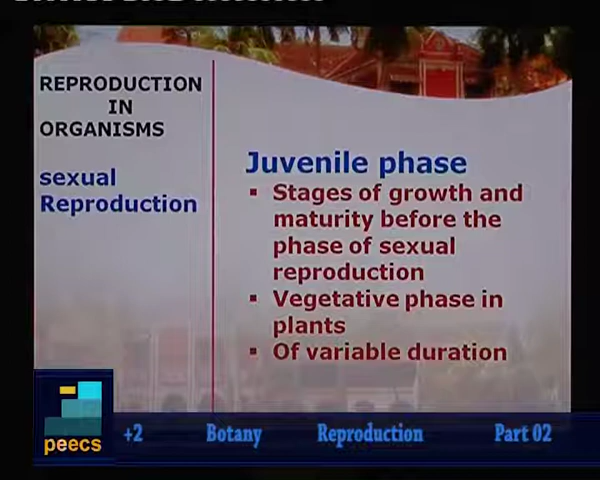 REPRODUCTION
IN
ORGANISMS
sexual
Reproduction
Juvenile phase
▪ Stages of growth and
maturity before the
phase of sexual
reproduction
▪ Vegetative phase in
plants
▪ Of variable duration
peecs
+2 Botany Reproduction Part 02